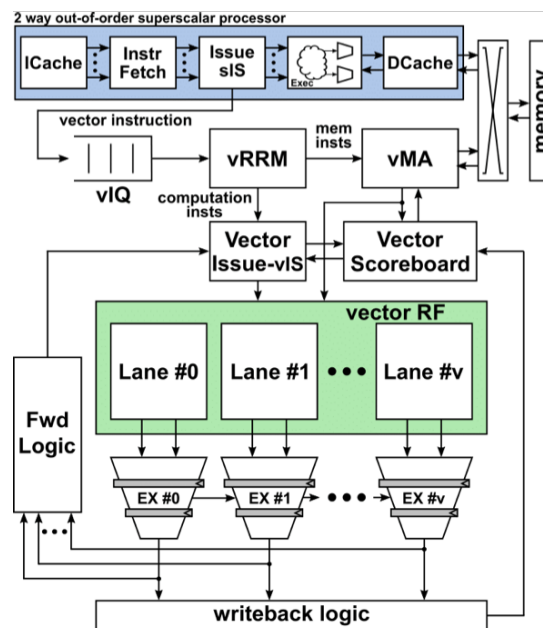 2 way out-of-order superscalar processor
ICache
Instr
Fetch
Issue
sIS
Exec
DCache
memory
vector instruction
vIQ
vRRM
mem
insts
vMA
computation
insts
Vector
Issue-vIS
Vector
Scoreboard
vector RF
Lane #0
Lane #1
Lane #v
Fwd
Logic
EX #0
EX #1
EX #v
writeback logic